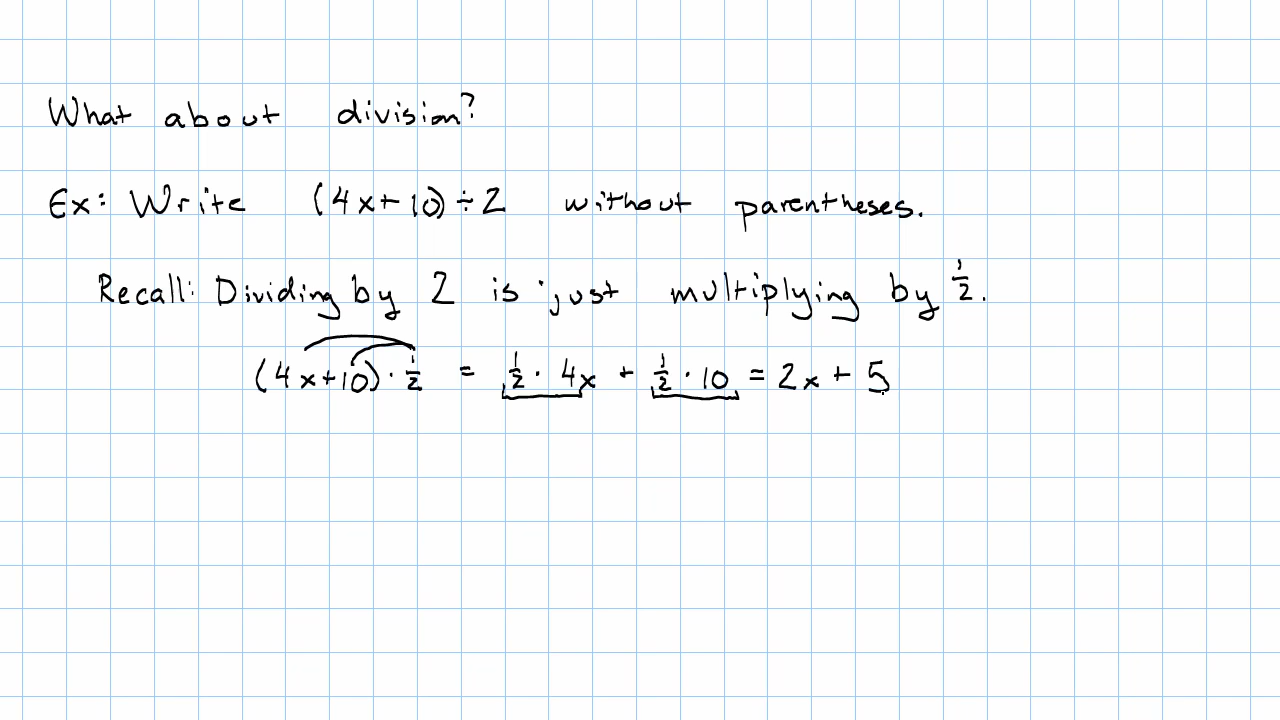 What about division?
Ex: Write (4x+10)÷2 without parentheses.
Recall: Dividing by 2 is just multiplying by 1/2.
(4x+10)·1/2 = 1/2·4x + 1/2·10 = 2x+5